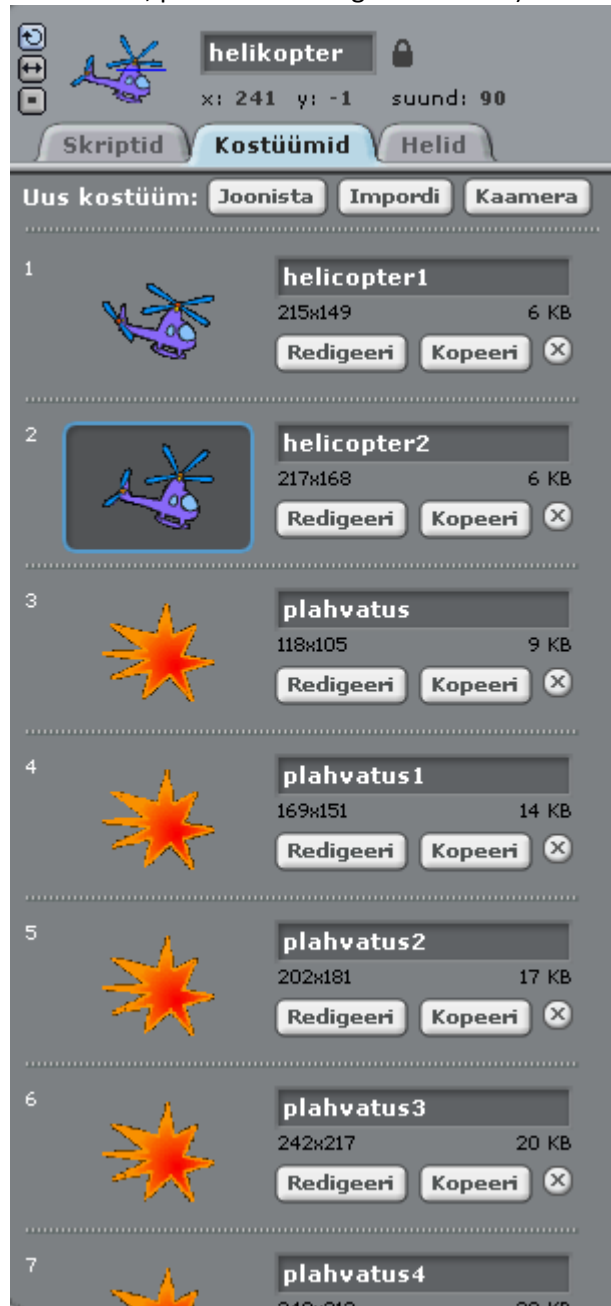 helikopter
x: 241 y: -1 suund: 90
Skriptid Kostüümid Helid
Uus kostüüm: Joonista Impordi Kaamera
1
helicopter1
215x149 6 KB
Redigeeri Kopeeri
2
helicopter2
217x168 6 KB
Redigeeri Kopeeri
3
plahvatus
118x105 9 KB
Redigeeri Kopeeri
4
plahvatus1
169x151 14 KB
Redigeeri Kopeeri
5
plahvatus2
202x181 17 KB
Redigeeri Kopeeri
6
plahvatus3
242x217 20 KB
Redigeeri Kopeeri
7
plahvatus4